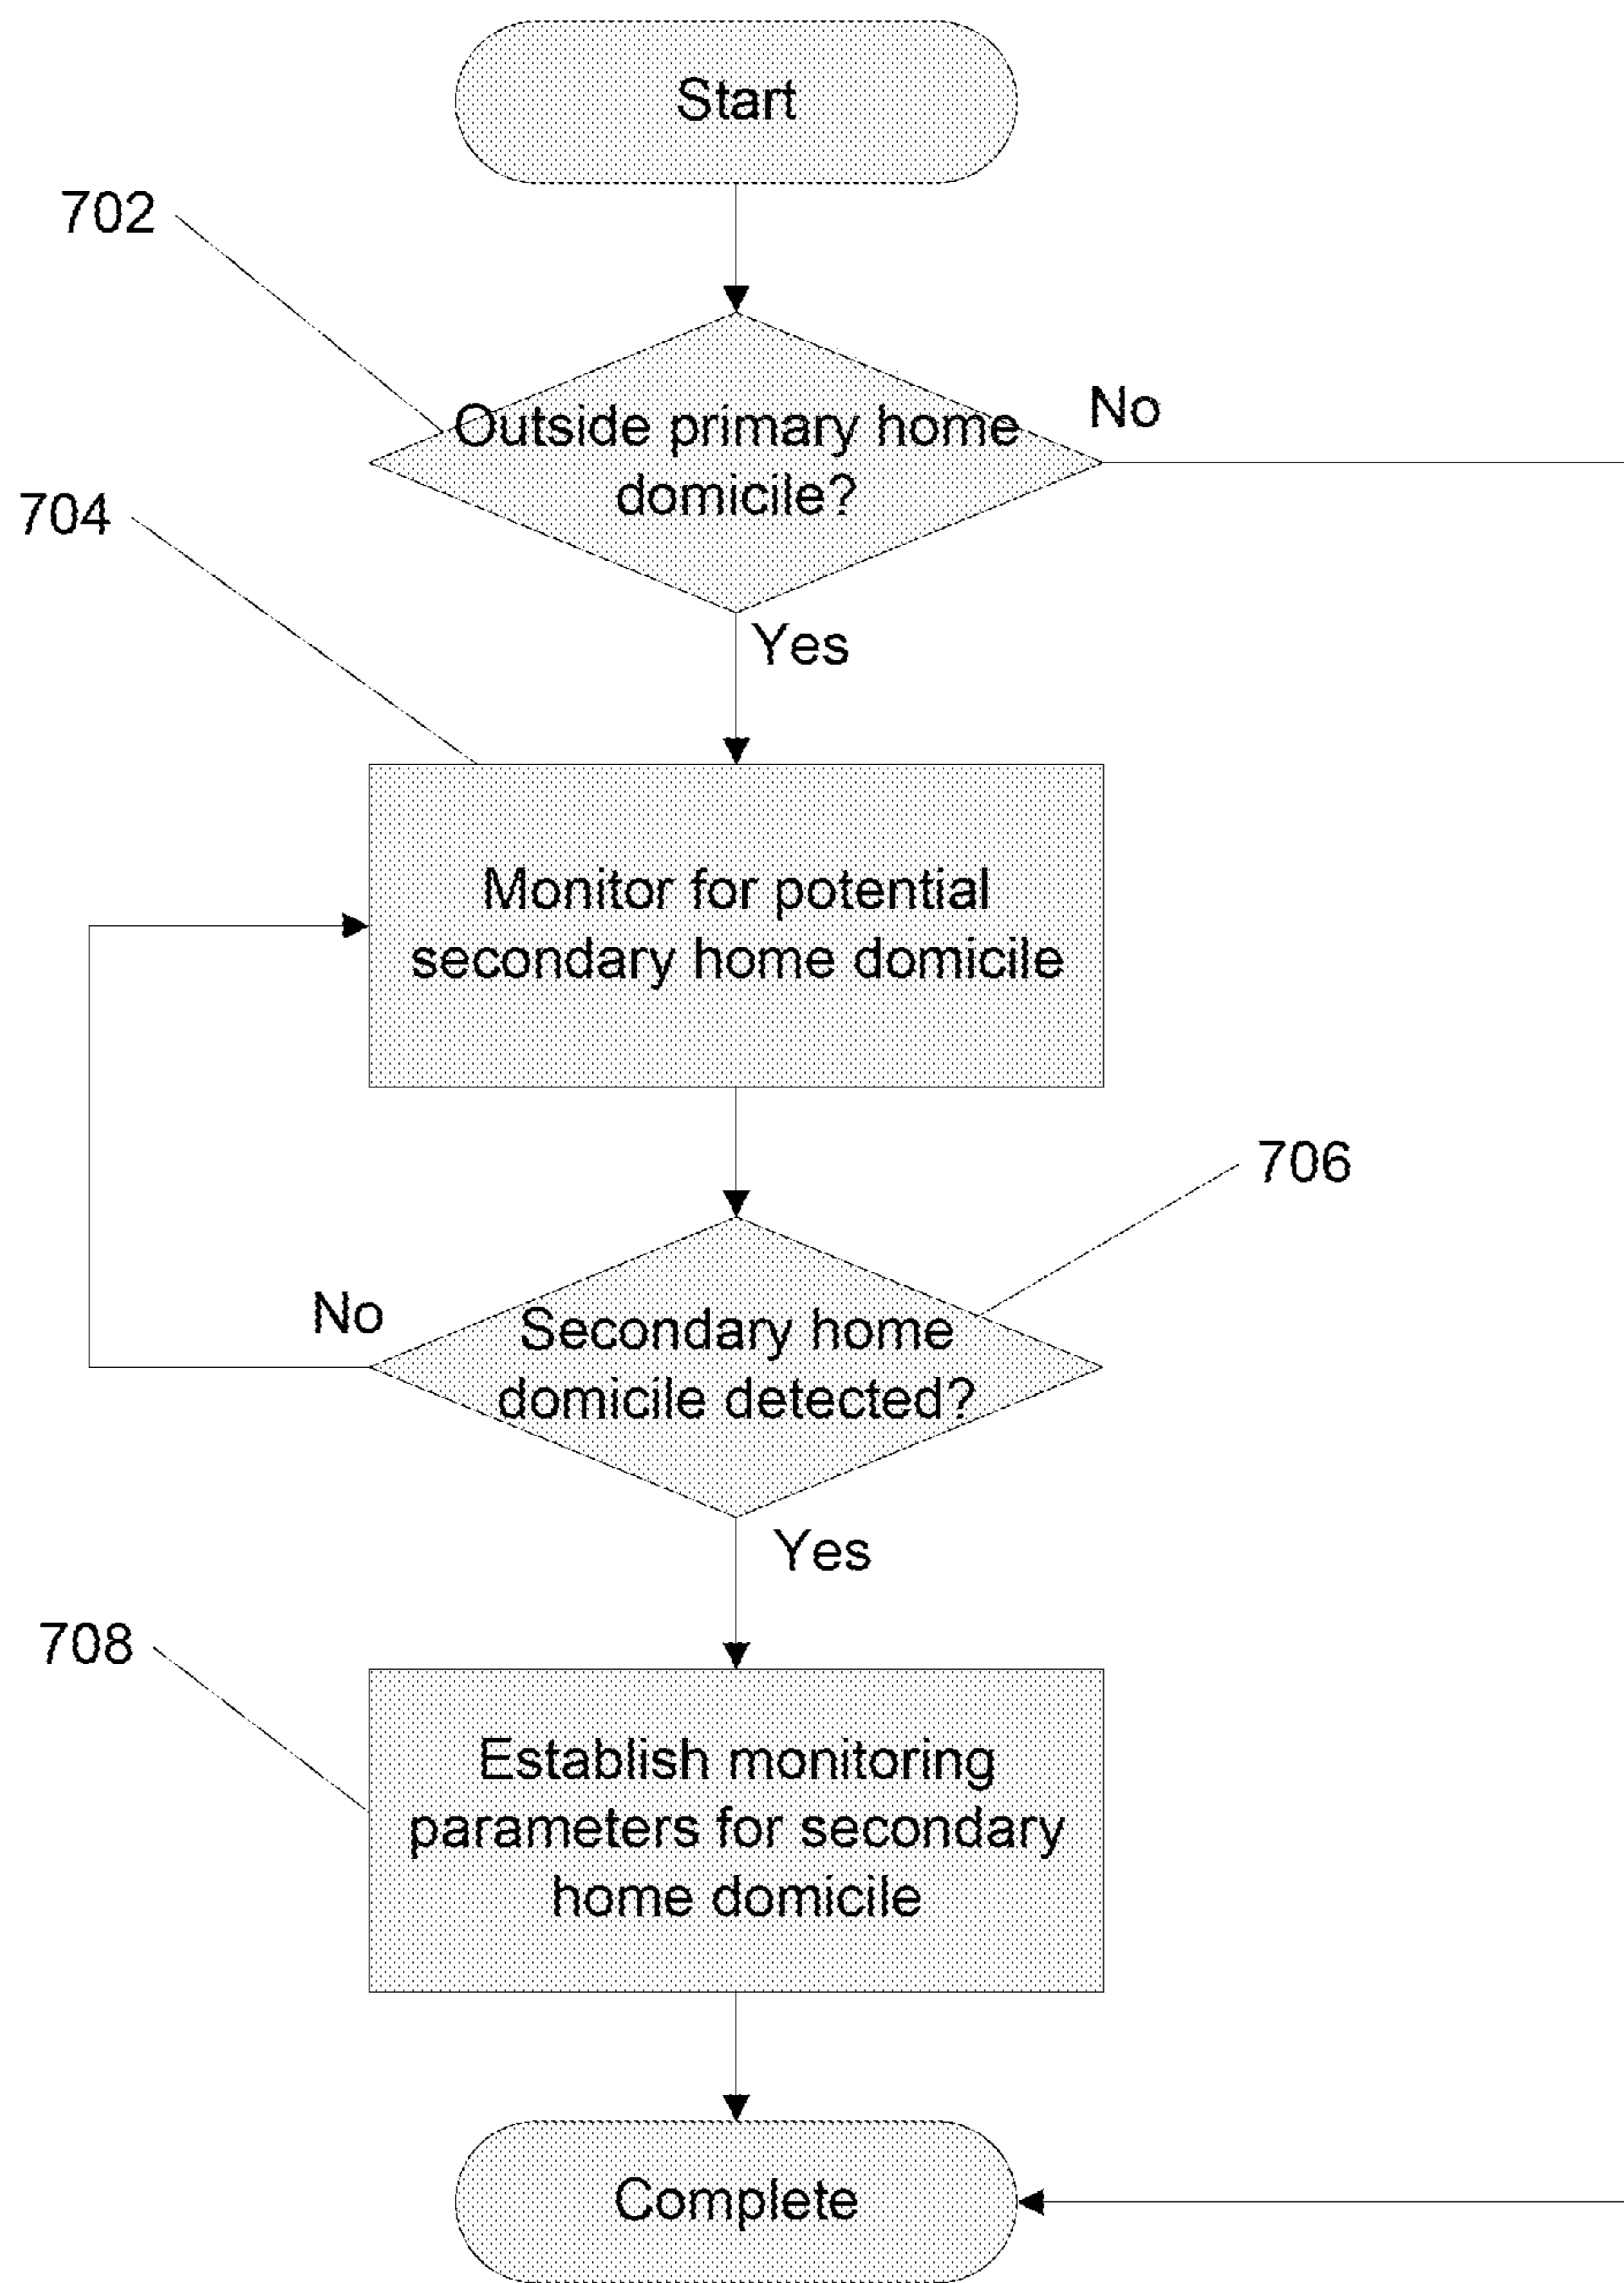 Start
702
Outside primary home
domicile?
No
704
Yes
Monitor for potential
secondary home domicile
706
No
Secondary home
domicile detected?
Yes
708
Establish monitoring
parameters for secondary
home domicile
Complete